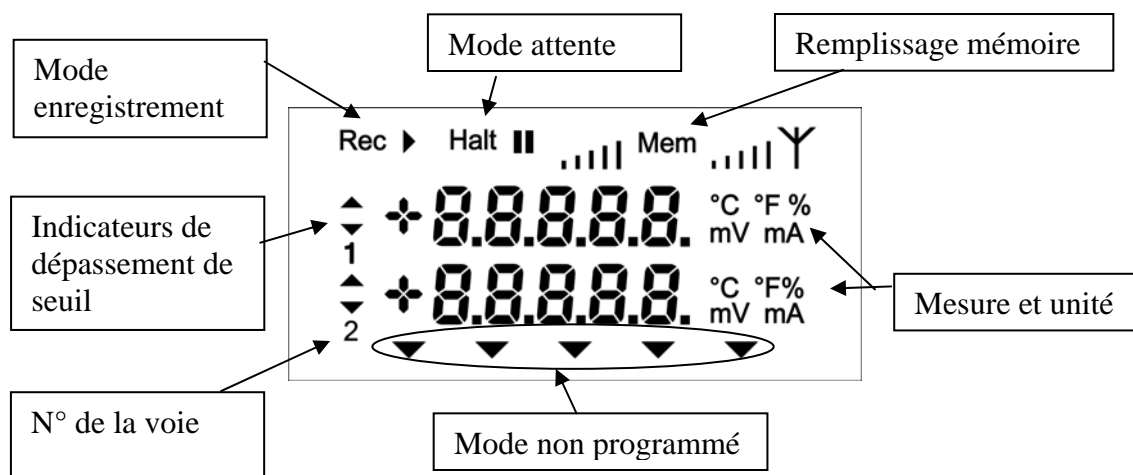 Mode attente
Remplissage mémoire
Mode
enregistrement
Rec Halt Mem
Indicateurs de
dépassement de
seuil
1
8.8.8.8.8.
°C °F %
mV mA
2
8.8.8.8.8.
°C °F%
mV mA
Mesure et unité
N° de la voie
Mode non programmé